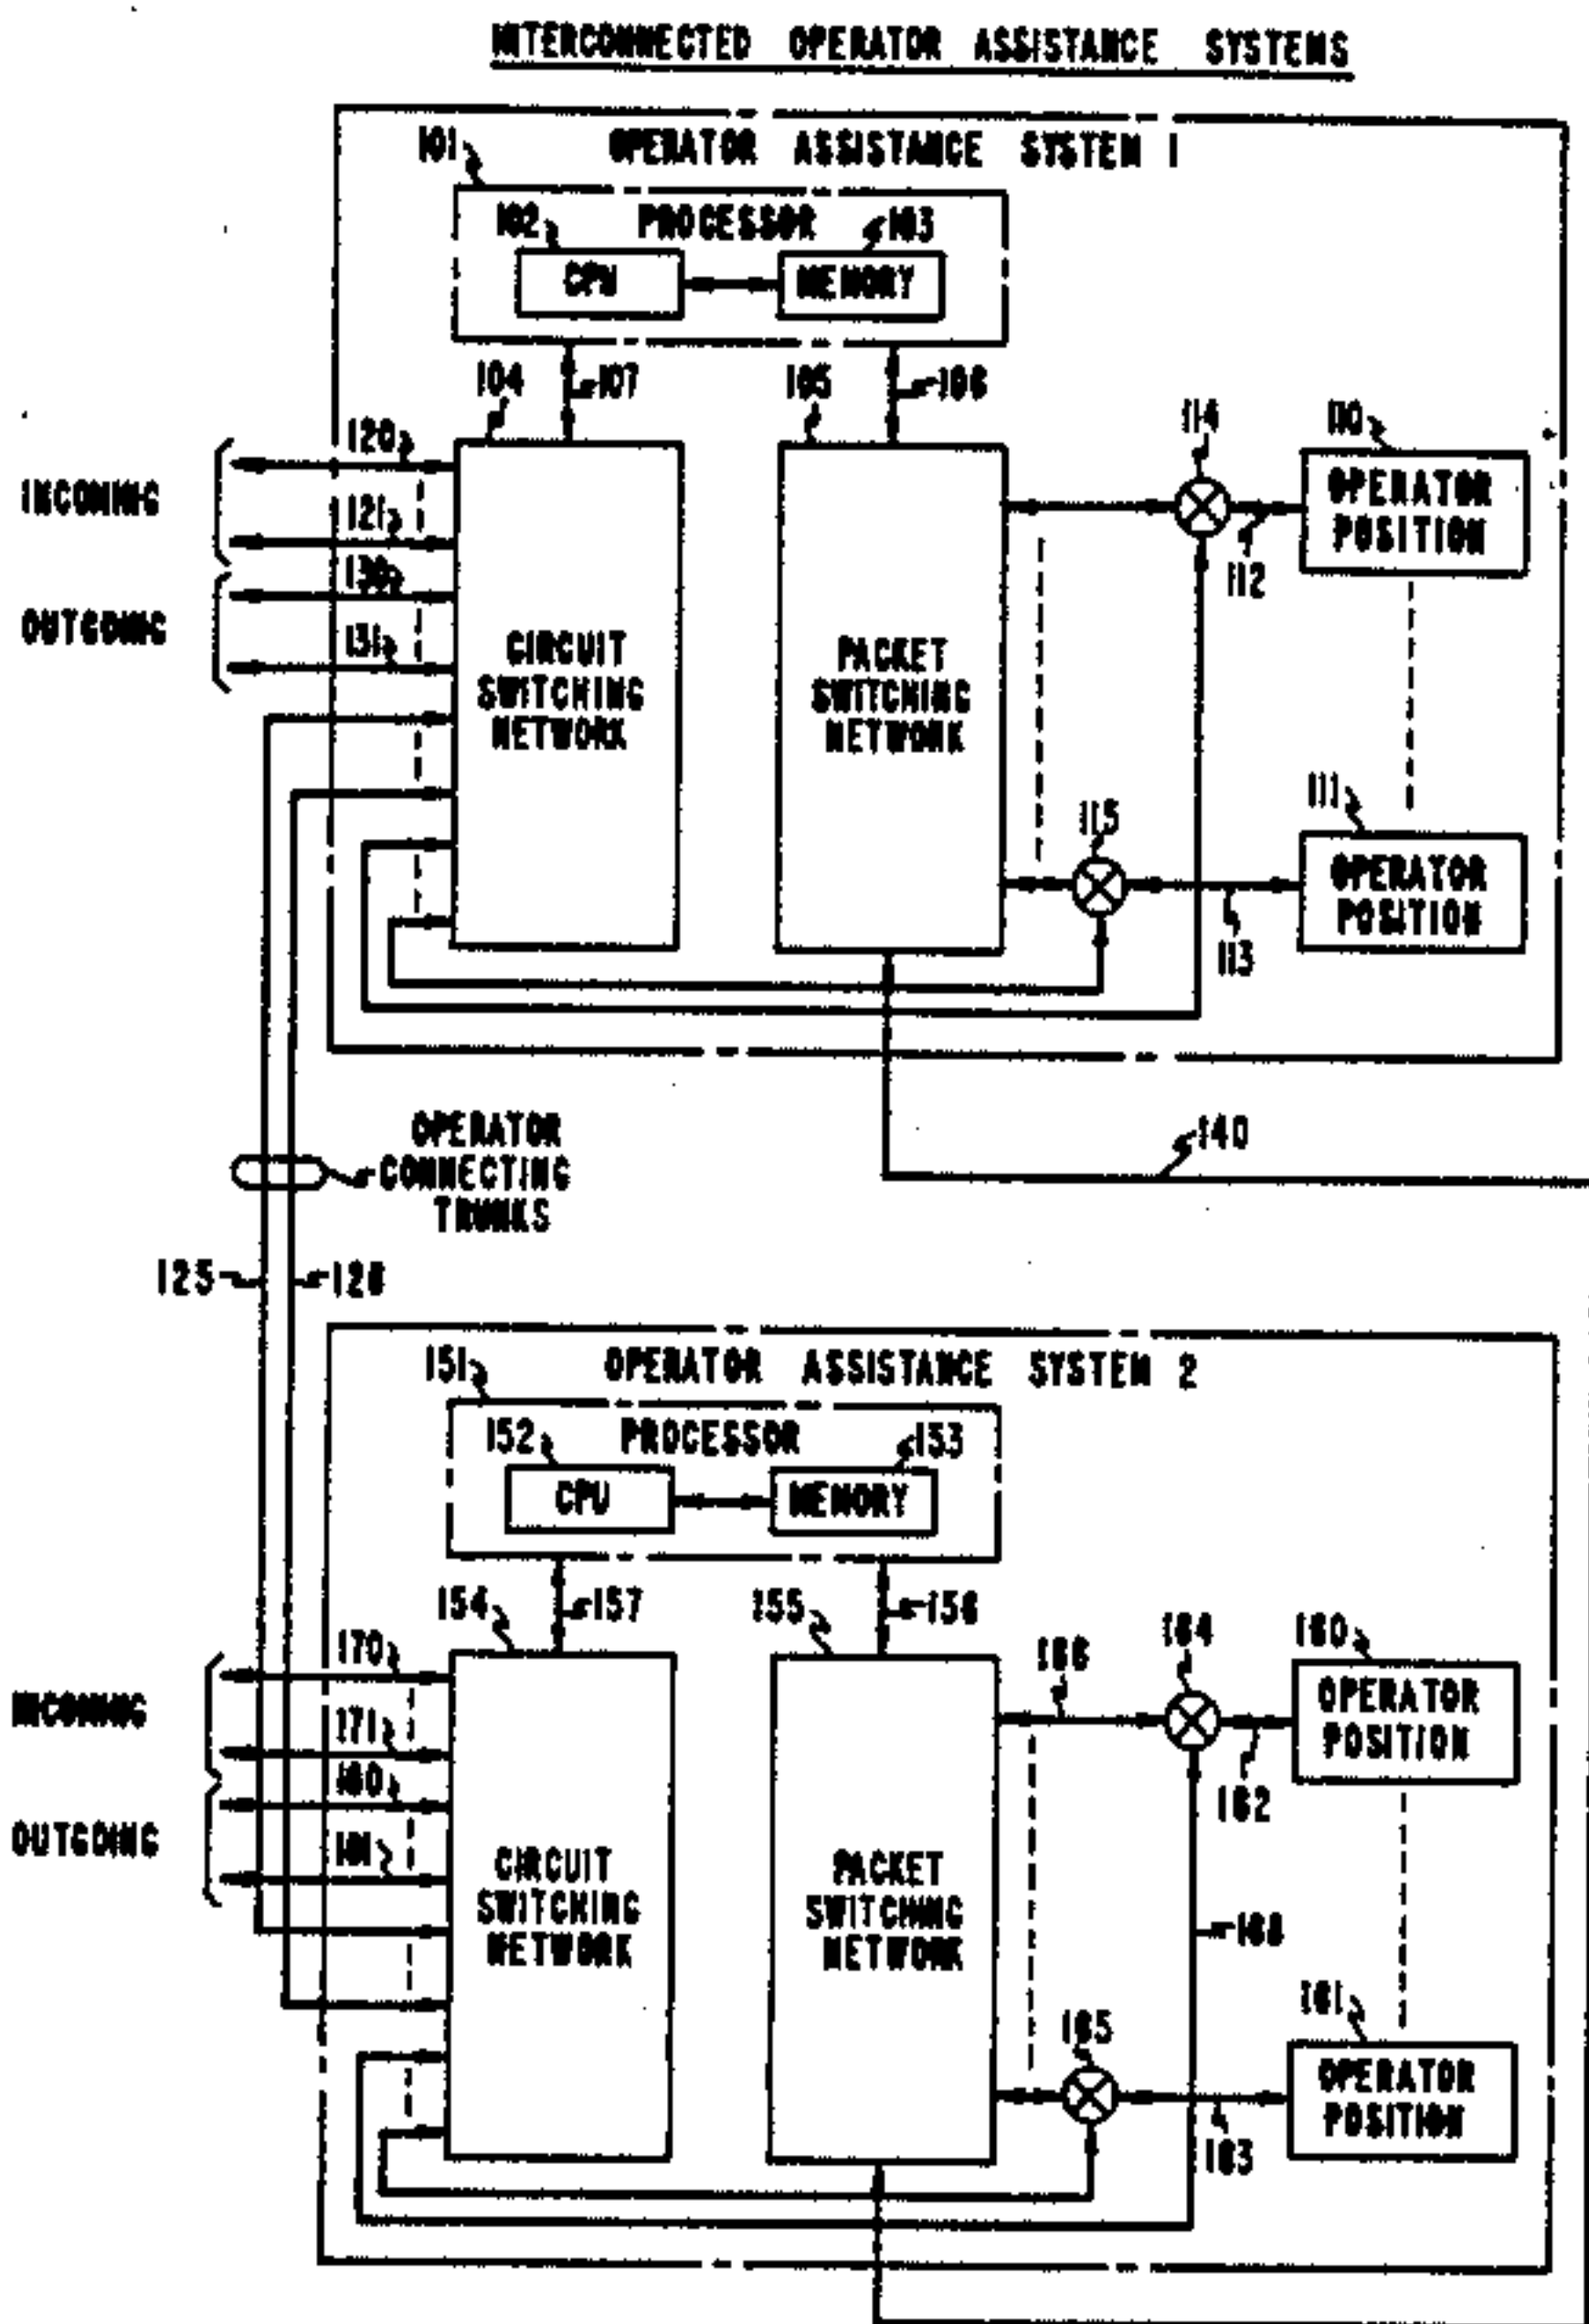 INTERCONNECTED OPERATOR ASSISTANCE SYSTEMS
OPERATOR ASSISTANCE SYSTEM 1
101
PROCESSOR
102
103
CPU
MEMORY
104
107
105
106
114
110
INCOMING
120
121
OPERATOR
POSITION
112
OUTGOING
130
131
CIRCUIT
SWITCHING
NETWORK
PACKET
SWITCHING
NETWORK
115
111
OPERATOR
POSITION
113
OPERATOR
CONNECTING
TRUNKS
140
125
126
OPERATOR ASSISTANCE SYSTEM 2
151
PROCESSOR
152
153
CPU
MEMORY
154
157
155
156
166
164
160
INCOMING
170
171
OPERATOR
POSITION
162
OUTGOING
180
181
CIRCUIT
SWITCHING
NETWORK
PACKET
SWITCHING
NETWORK
168
165
161
OPERATOR
POSITION
163